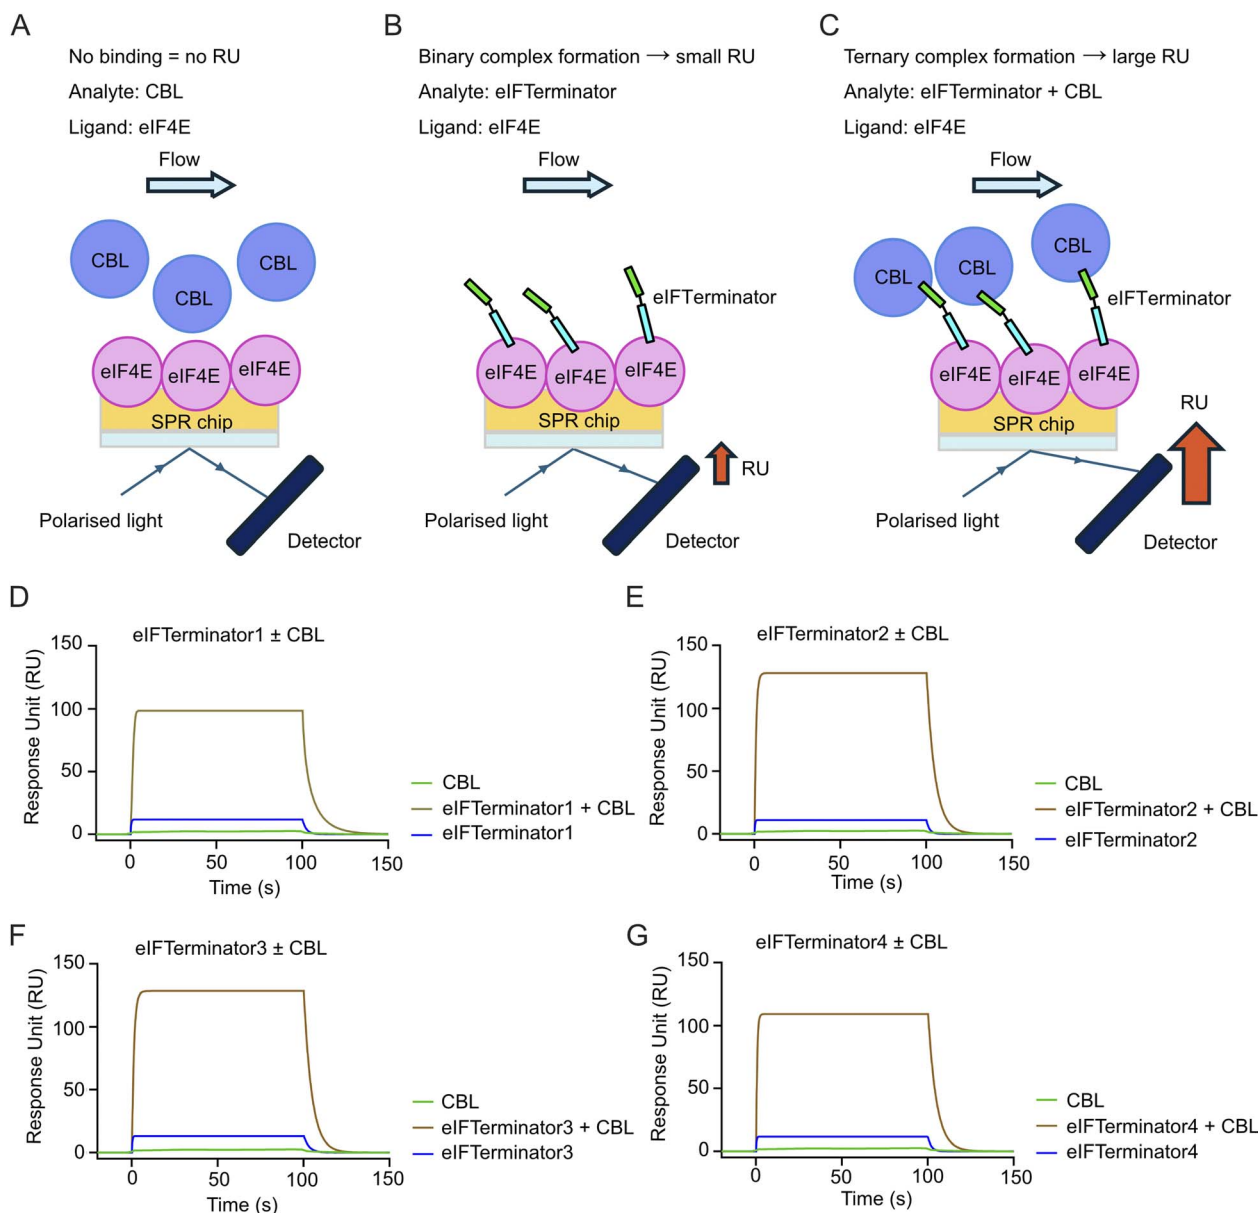 A
No binding = no RU
Analyte: CBL
Ligand: eIF4E
Flow
CBL
CBL
CBL
eIF4E
eIF4E
eIF4E
SPR chip
Polarised light
Detector
B
Binary complex formation → small RU
Analyte: eIFTerminator
Ligand: eIF4E
Flow
eIFTerminator
eIF4E
eIF4E
eIF4E
SPR chip
RU
Polarised light
Detector
C
Ternary complex formation → large RU
Analyte: eIFTerminator + CBL
Ligand: eIF4E
Flow
CBL
CBL
CBL
eIFTerminator
eIF4E
eIF4E
eIF4E
SPR chip
RU
Polarised light
Detector
D
eIFTerminator1 ± CBL
Response Unit (RU)
150
100
50
0
0 50 100 150
Time (s)
CBL
eIFTerminator1 + CBL
eIFTerminator1
E
eIFTerminator2 ± CBL
Response Unit (RU)
150
100
50
0
0 50 100 150
Time (s)
CBL
eIFTerminator2 + CBL
eIFTerminator2
F
eIFTerminator3 ± CBL
Response Unit (RU)
150
100
50
0
0 50 100 150
Time (s)
CBL
eIFTerminator3 + CBL
eIFTerminator3
G
eIFTerminator4 ± CBL
Response Unit (RU)
150
100
50
0
0 50 100 150
Time (s)
CBL
eIFTerminator4 + CBL
eIFTerminator4